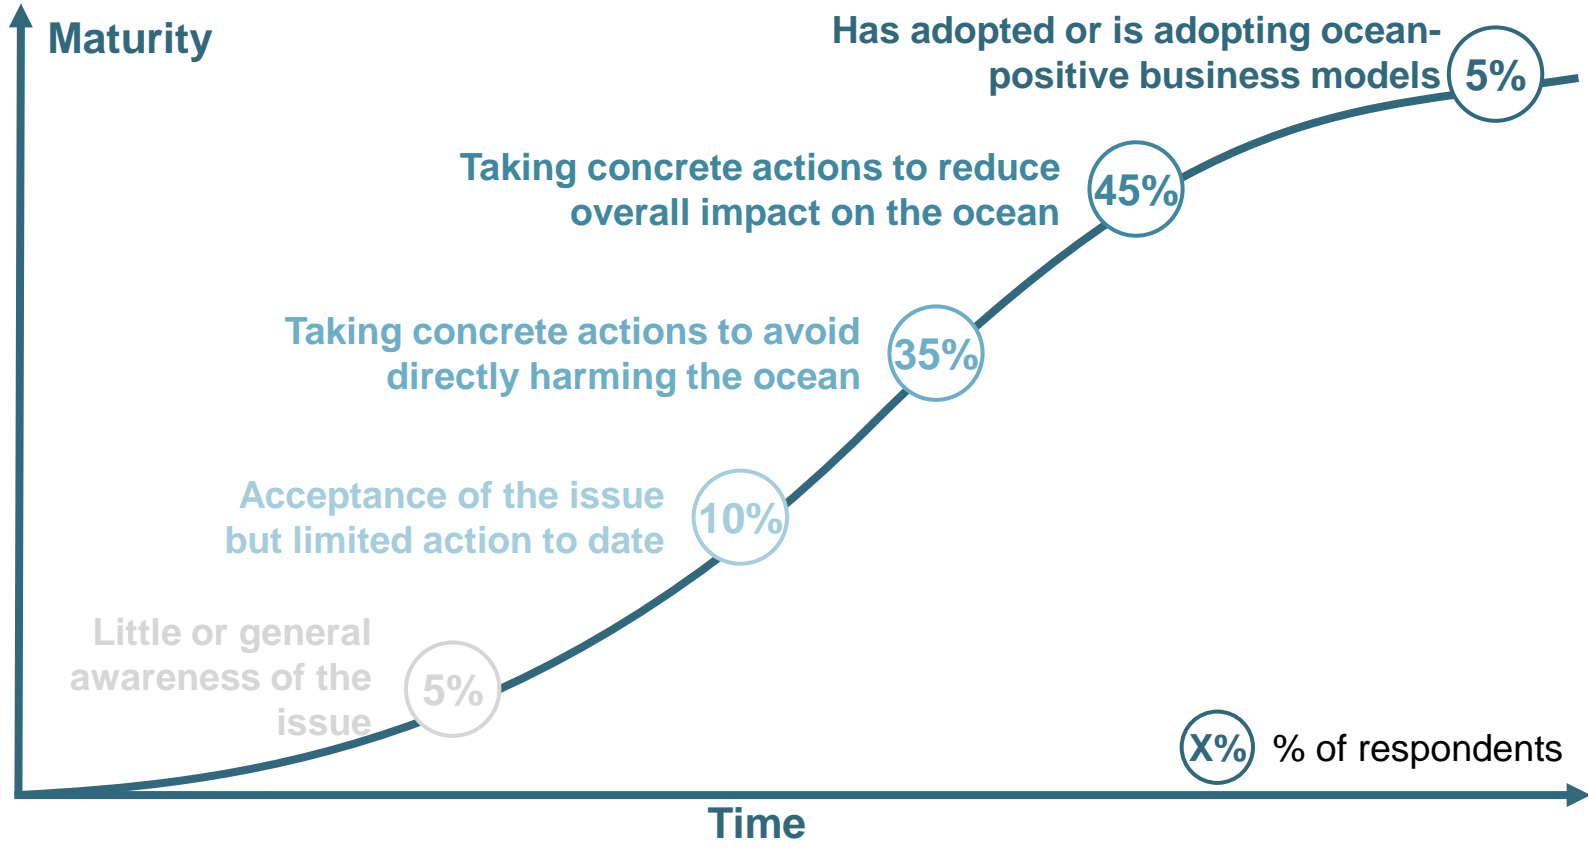 Maturity
Has adopted or is adopting ocean-
positive business models
5%
Taking concrete actions to reduce
overall impact on the ocean
45%
Taking concrete actions to avoid
directly harming the ocean
35%
Acceptance of the issue
but limited action to date
10%
Little or general
awareness of the
issue
5%
X% % of respondents
Time